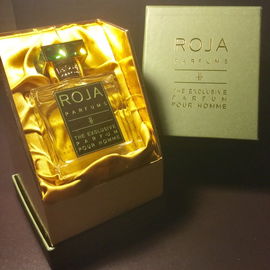 ROJA
PARFUMS
THE EXCLUSIVE
PARFUM
POUR HOMME
ROJA
PARFUMS
THE EXCLUSIVE
PARFUM
POUR HOMME